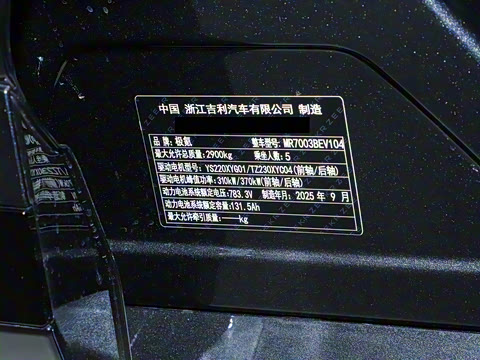 中国 浙江吉利汽车有限公司 制造
品 牌:极氪 整车型号:MR7003BEV104
最大允许总质量:2900kg 乘坐人数:5
驱动电机型号:YS220XYG01/TZ230XYC04(前轴/后轴)
驱动电机峰值功率:310kW/370kW(前轴/后轴)
动力电池系统额定电压:783.3V 制造年月:2025 年 9 月
动力电池系统额定容量:131.5Ah
最大允许牵引质量:——kg